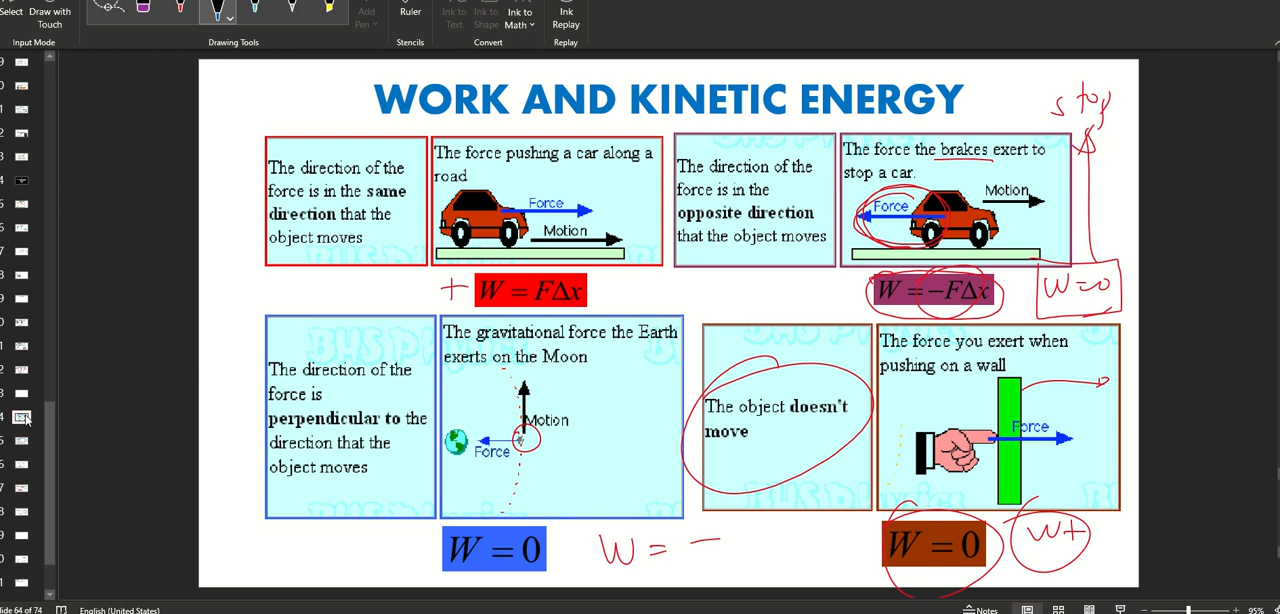 Select
Draw with
Touch
Input Mode
Drawing Tools
Add
Pen
Ruler
Stencils
Ink to
Text
Ink to
Shape
Ink to
Math
Convert
Ink
Replay
Replay
WORK AND KINETIC ENERGY
stop
The direction of the
force is in the same
direction that the
object moves
The force pushing a car along a
road
Force
Motion
+ W = FΔx
The direction of the
force is in the
opposite direction
that the object moves
The force the brakes exert to
stop a car.
Motion
Force
W = -FΔx
W=0
The direction of the
force is
perpendicular to the
direction that the
object moves
The gravitational force the Earth
exerts on the Moon
Motion
Force
W = 0
W = -
The object doesn't
move
The force you exert when
pushing on a wall
Force
W = 0
W+
Slide 64 of 74
English (United States)
Notes
95%